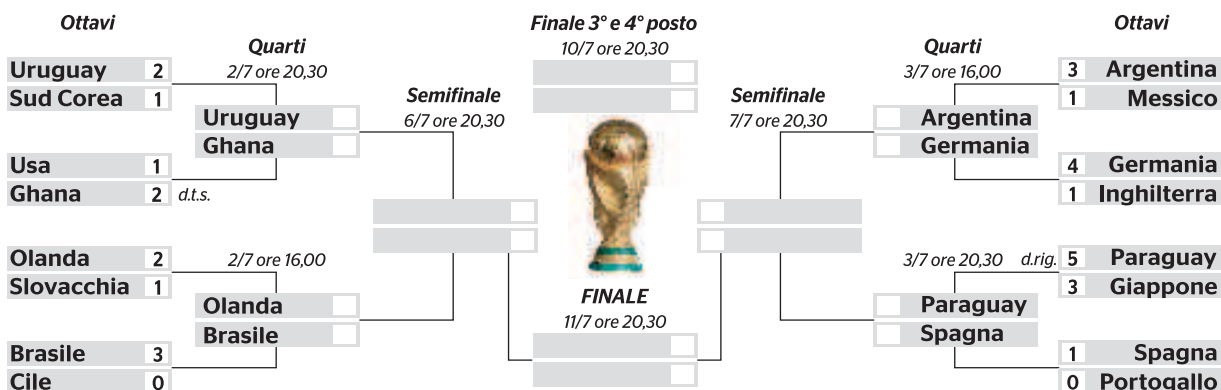 Ottavi
Quarti
2/7 ore 20,30
Uruguay 2
Sud Corea 1
Uruguay
Ghana
Usa 1
Ghana 2 d.t.s.
Semifinale
6/7 ore 20,30
Olanda 2
Slovacchia 1
2/7 ore 16,00
Olanda
Brasile
Brasile 3
Cile 0
Finale 3° e 4° posto
10/7 ore 20,30
FINALE
11/7 ore 20,30
Semifinale
7/7 ore 20,30
Quarti
3/7 ore 16,00
Ottavi
3 Argentina
1 Messico
Argentina
Germania
4 Germania
1 Inghilterra
3/7 ore 20,30 d.rig. 5 Paraguay
3 Giappone
Paraguay
Spagna
1 Spagna
0 Portogallo